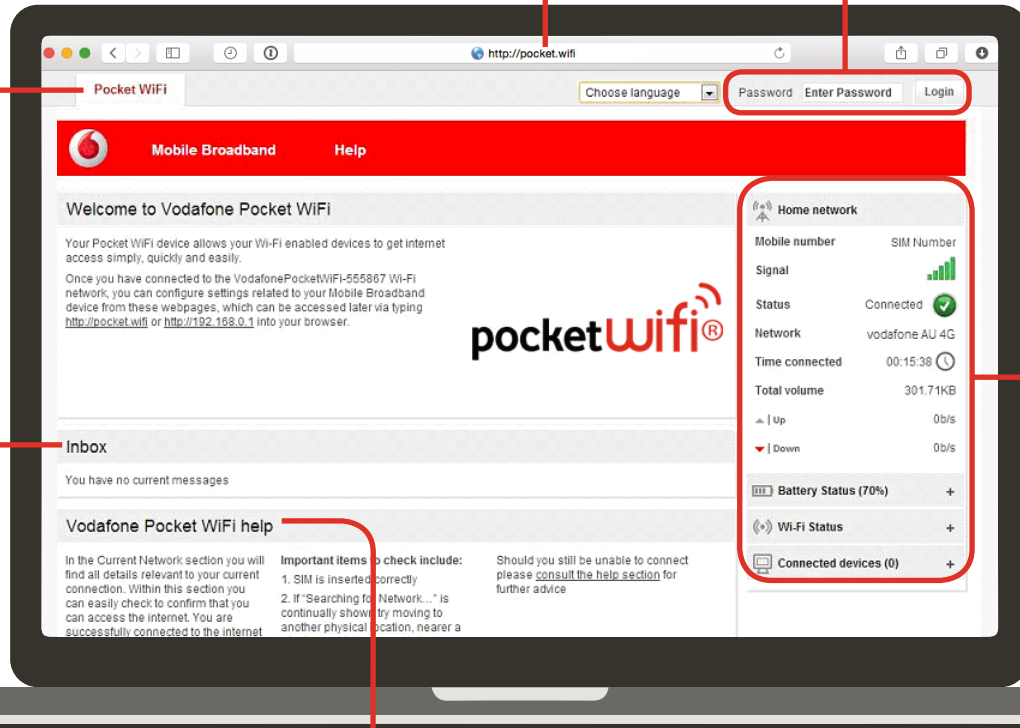 http://pocket.wifi
Pocket WiFi
Choose language
Password
Enter Password
Login
Mobile Broadband
Help
Welcome to Vodafone Pocket WiFi
Your Pocket WiFi device allows your Wi-Fi enabled devices to get internet
access simply, quickly and easily.
Once you have connected to the VodafonePocketWiFi-555867 Wi-Fi
network, you can configure settings related to your Mobile Broadband
device from these webpages, which can be accessed later via typing
http://pocket.wifi or http://192.168.0.1 into your browser.
pocketwifi®
Inbox
You have no current messages
Vodafone Pocket WiFi help
In the Current Network section you will
find all details relevant to your current
connection. Within this section you
can easily check to confirm that you
can access the internet. You are
successfully connected to the internet
Important items to check include:
1. SIM is inserted correctly
2. If "Searching for Network..." is
continually shown try moving to
another physical location, nearer a
Should you still be unable to connect
please consult the help section for
further advice
Home network
Mobile number SIM Number
Signal
Status Connected
Network vodafone AU 4G
Time connected 00:15:38
Total volume 301.71KB
| Up 0b/s
| Down 0b/s
Battery Status (70%) +
Wi-Fi Status +
Connected devices (0) +